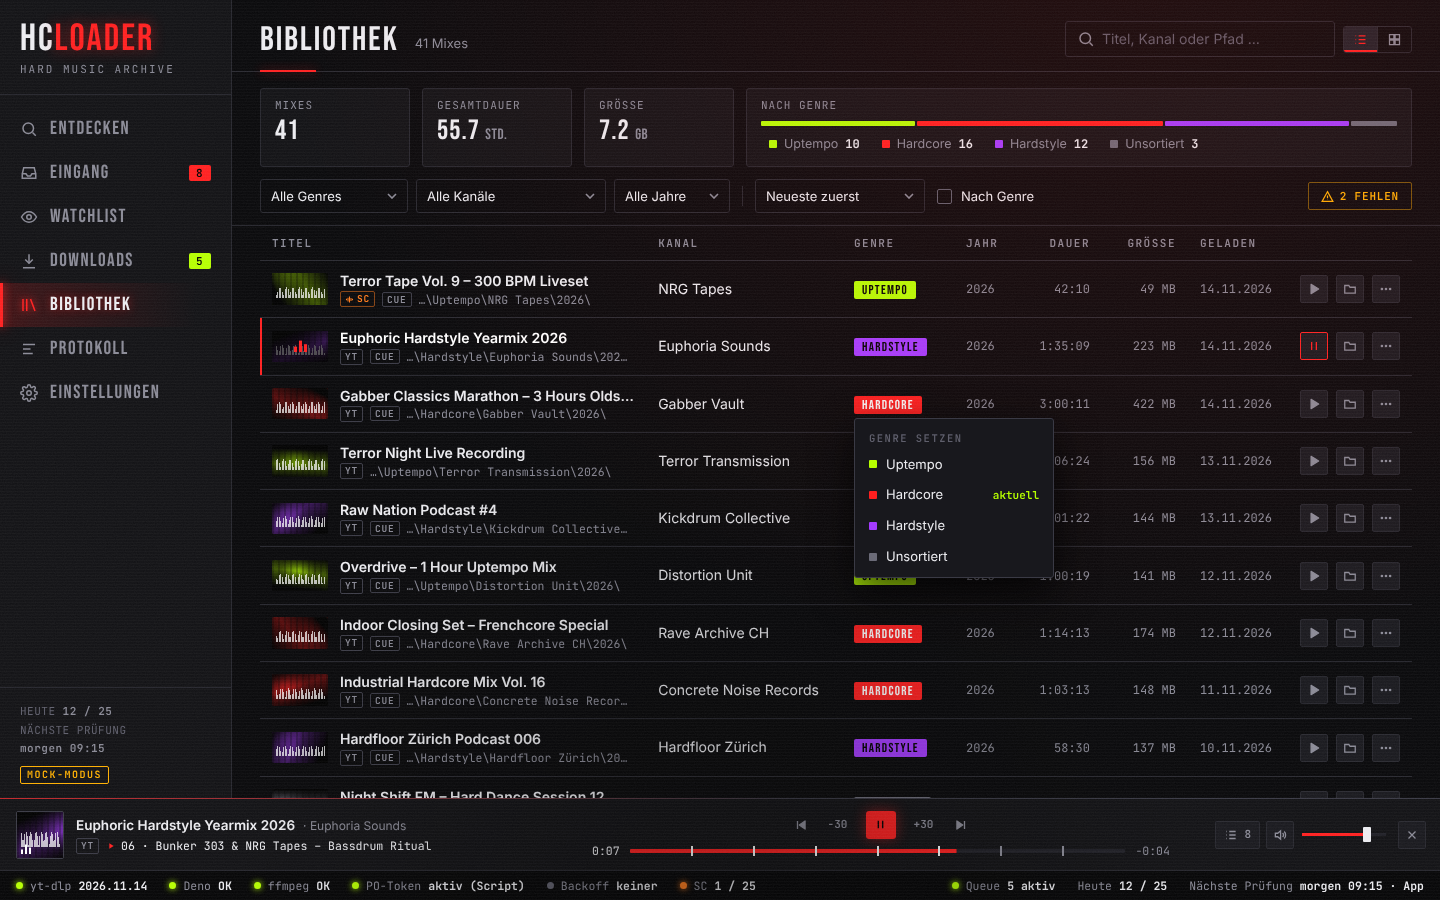 HCLOADER
HARD MUSIC ARCHIVE
ENTDECKEN
EINGANG 8
WATCHLIST
DOWNLOADS 5
BIBLIOTHEK
PROTOKOLL
EINSTELLUNGEN
HEUTE 12 / 25
NÄCHSTE PRÜFUNG
morgen 09:15
MOCK-MODUS
BIBLIOTHEK 41 Mixes
Titel, Kanal oder Pfad ...
MIXES
41
GESAMTDAUER
55.7 STD.
GRÖSSE
7.2 GB
NACH GENRE
Uptempo 10 Hardcore 16 Hardstyle 12 Unsortiert 3
Alle Genres Alle Kanäle Alle Jahre Neueste zuerst Nach Genre 2 FEHLEN
TITEL KANAL GENRE JAHR DAUER GRÖSSE GELADEN
Terror Tape Vol. 9 – 300 BPM Liveset
SC CUE …\Uptempo\NRG Tapes\2026\
NRG Tapes UPTEMPO 2026 42:10 49 MB 14.11.2026
Euphoric Hardstyle Yearmix 2026
YT CUE …\Hardstyle\Euphoria Sounds\202…
Euphoria Sounds HARDSTYLE 2026 1:35:09 223 MB 14.11.2026
Gabber Classics Marathon – 3 Hours Olds…
YT CUE …\Hardcore\Gabber Vault\2026\
Gabber Vault HARDCORE 2026 3:00:11 422 MB 14.11.2026
Terror Night Live Recording
YT …\Uptempo\Terror Transmission\2026\
Terror Transmission 06:24 156 MB 13.11.2026
Raw Nation Podcast #4
YT CUE …\Hardstyle\Kickdrum Collective…
Kickdrum Collective 01:22 144 MB 13.11.2026
Overdrive – 1 Hour Uptempo Mix
YT CUE …\Uptempo\Distortion Unit\2026\
Distortion Unit UPTEMPO 2026 1:00:19 141 MB 12.11.2026
GENRE SETZEN
Uptempo
Hardcore aktuell
Hardstyle
Unsortiert
Indoor Closing Set – Frenchcore Special
YT CUE …\Hardcore\Rave Archive CH\2026\
Rave Archive CH HARDCORE 2026 1:14:13 174 MB 12.11.2026
Industrial Hardcore Mix Vol. 16
YT CUE …\Hardcore\Concrete Noise Recor…
Concrete Noise Records HARDCORE 2026 1:03:13 148 MB 11.11.2026
Hardfloor Zürich Podcast 006
YT CUE …\Hardstyle\Hardfloor Zürich\20…
Hardfloor Zürich HARDSTYLE 2026 58:30 137 MB 10.11.2026
Night Shift FM – Hard Dance Session 12
Euphoric Hardstyle Yearmix 2026 · Euphoria Sounds
YT 06 · Bunker 303 & NRG Tapes – Bassdrum Ritual
-30 +30
0:07 -0:04
8
yt-dlp 2026.11.14 Deno OK ffmpeg OK PO-Token aktiv (Script) Backoff keiner SC 1 / 25 Queue 5 aktiv Heute 12 / 25 Nächste Prüfung morgen 09:15 · App